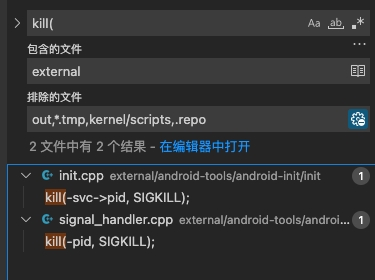 kill(
Aa ab .*
包含的文件
external
排除的文件
out,*.tmp,kernel/scripts,.repo
2 文件中有 2 个结果 - 在编辑器中打开
init.cpp external/android-tools/android-init/init 1
kill(-svc->pid, SIGKILL);
signal_handler.cpp external/android-tools/androi... 1
kill(-pid, SIGKILL);